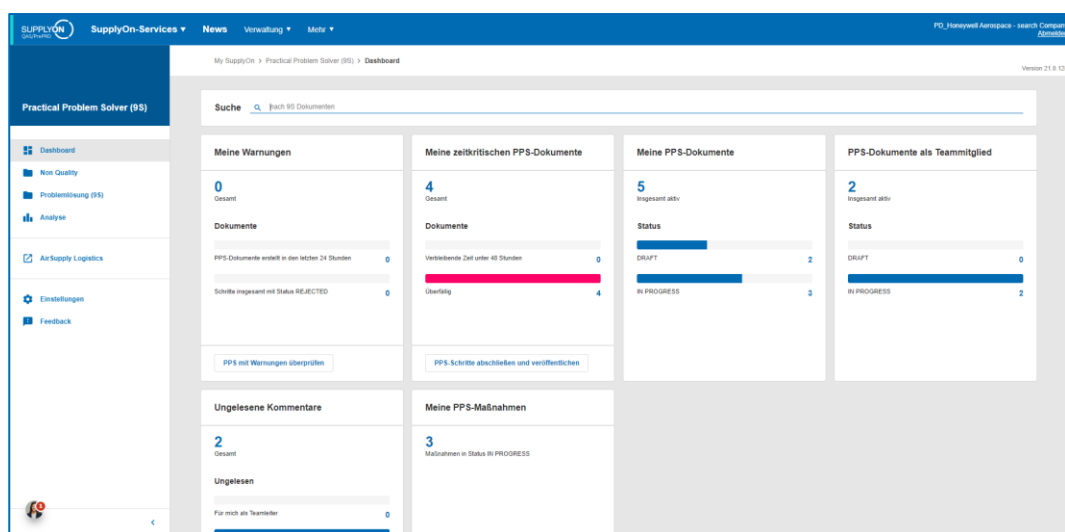 SUPPLYON
SupplyOn-Services ▾ News Verwaltung ▾ Mehr ▾
PD_Honeywell Aerospace - search Compan
Abmelde
My SupplyOn > Practical Problem Solver (9S) > Dashboard
Version 21.0.12
Practical Problem Solver (9S)
Dashboard
Non Quality
Problemlösung (9S)
Analyse
AirSupply Logistics
Einstellungen
Feedback
1
Suche Nach 9S Dokumenten
Meine Warnungen
0
Gesamt
Dokumente
PPS-Dokumente erstellt in den letzten 24 Stunden 0
Schritte insgesamt mit Status REJECTED 0
PPS mit Warnungen überprüfen
Meine zeitkritischen PPS-Dokumente
4
Gesamt
Dokumente
Verbleibende Zeit unter 48 Stunden 0
Überfällig 4
PPS-Schritte abschließen und veröffentlichen
Meine PPS-Dokumente
5
Insgesamt aktiv
Status
DRAFT 2
IN PROGRESS 3
PPS-Dokumente als Teammitglied
2
Insgesamt aktiv
Status
DRAFT 0
IN PROGRESS 2
Ungelesene Kommentare
2
Gesamt
Ungelesen
Für mich als Teamleiter 0
Meine PPS-Maßnahmen
3
Maßnahmen in Status IN PROGRESS